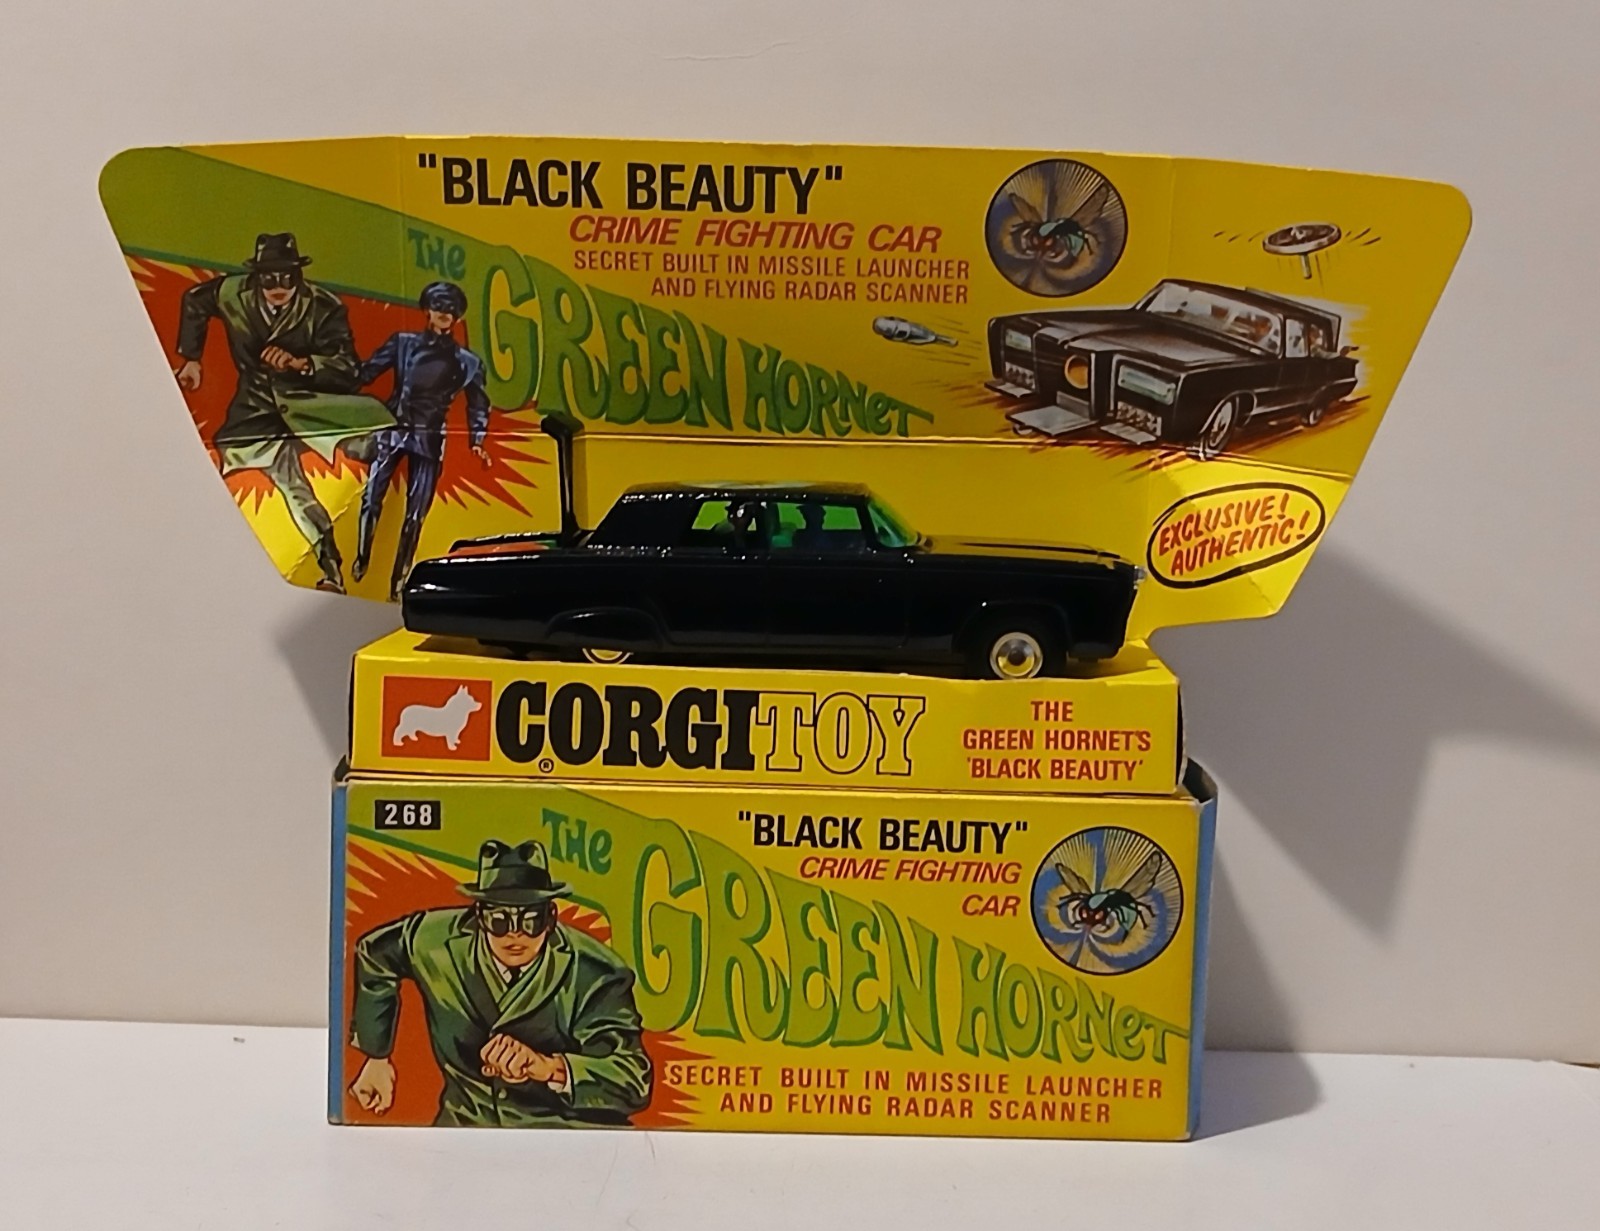 "BLACK BEAUTY"
CRIME FIGHTING CAR
SECRET BUILT IN MISSILE LAUNCHER
AND FLYING RADAR SCANNER
THE
GREEN HORNET
EXCLUSIVE!
AUTHENTIC!
CORGI TOY
®
THE
GREEN HORNET'S
'BLACK BEAUTY'
268
"BLACK BEAUTY"
CRIME FIGHTING
CAR
THE
GREEN HORNET
SECRET BUILT IN MISSILE LAUNCHER
AND FLYING RADAR SCANNER